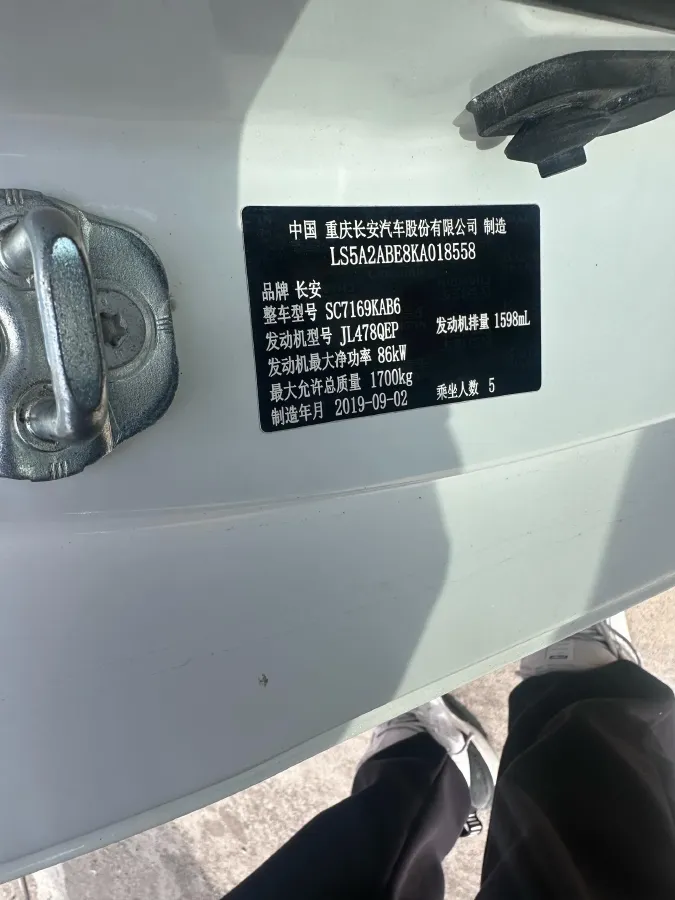 中国 重庆长安汽车股份有限公司 制造
LS5A2ABE8KA018558
品牌 长安
整车型号 SC7169KAB6
发动机型号 JL478QEP 发动机排量 1598mL
发动机最大净功率 86kW
最大允许总质量 1700kg 乘坐人数 5
制造年月 2019-09-02